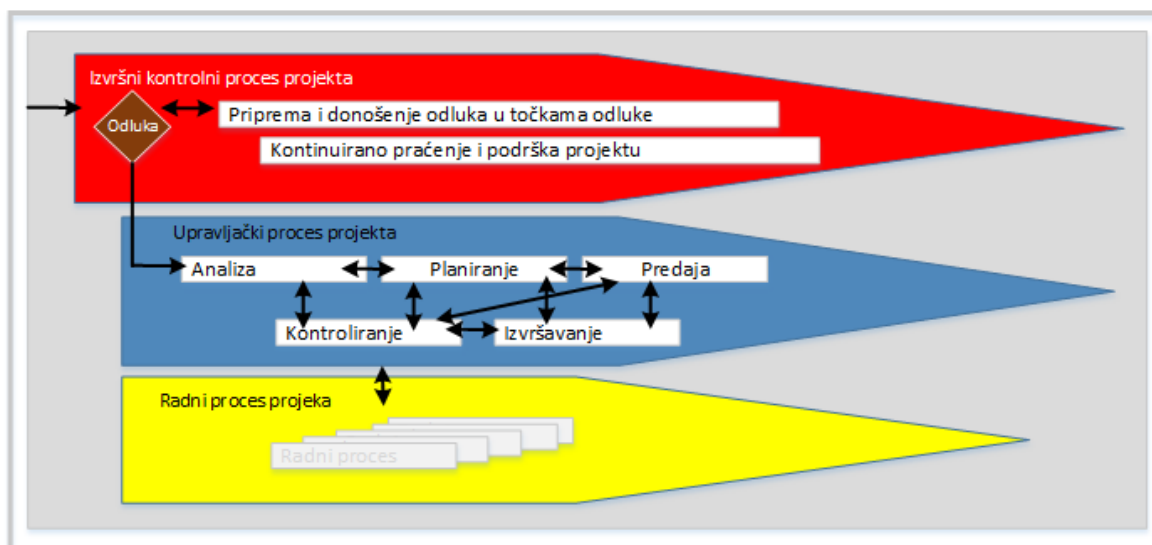 Izvršni kontrolni proces projekta
Odluka
Priprema i donošenje odluka u točkama odluke
Kontinuirano praćenje i podrška projektu
Upravljački proces projekta
Analiza
Planiranje
Predaja
Kontroliranje
Izvršavanje
Radni proces projeka
Radni proces